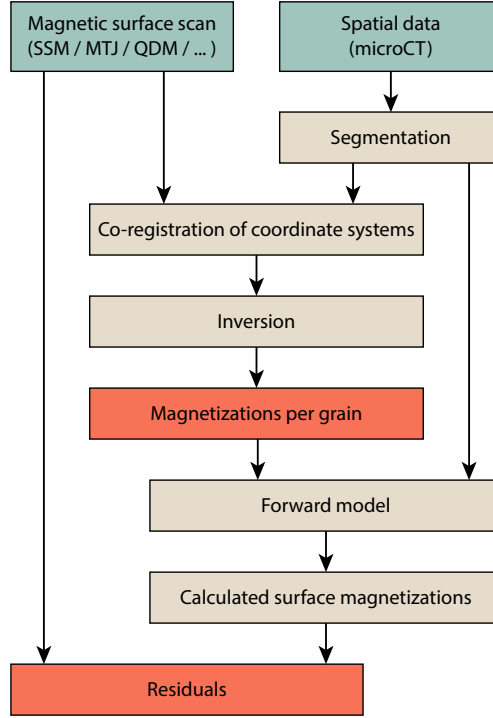 Magnetic surface scan
(SSM / MTJ / QDM / ... )
Spatial data
(microCT)
Segmentation
Co-registration of coordinate systems
Inversion
Magnetizations per grain
Forward model
Calculated surface magnetizations
Residuals